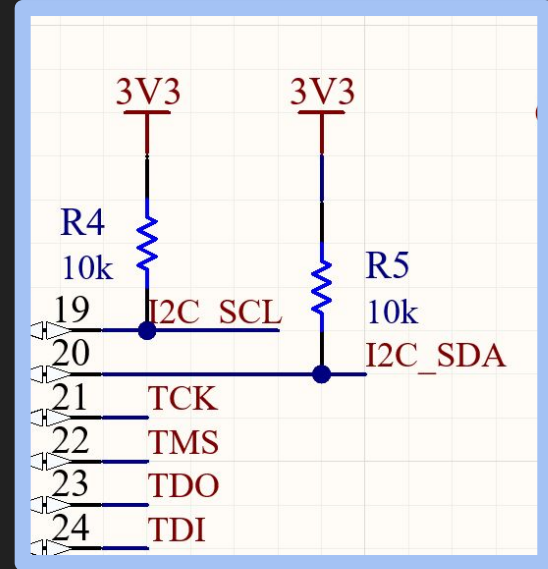 3V3 3V3
R4
10k
R5
10k
19 I2C_SCL
20 I2C_SDA
21 TCK
22 TMS
23 TDO
24 TDI